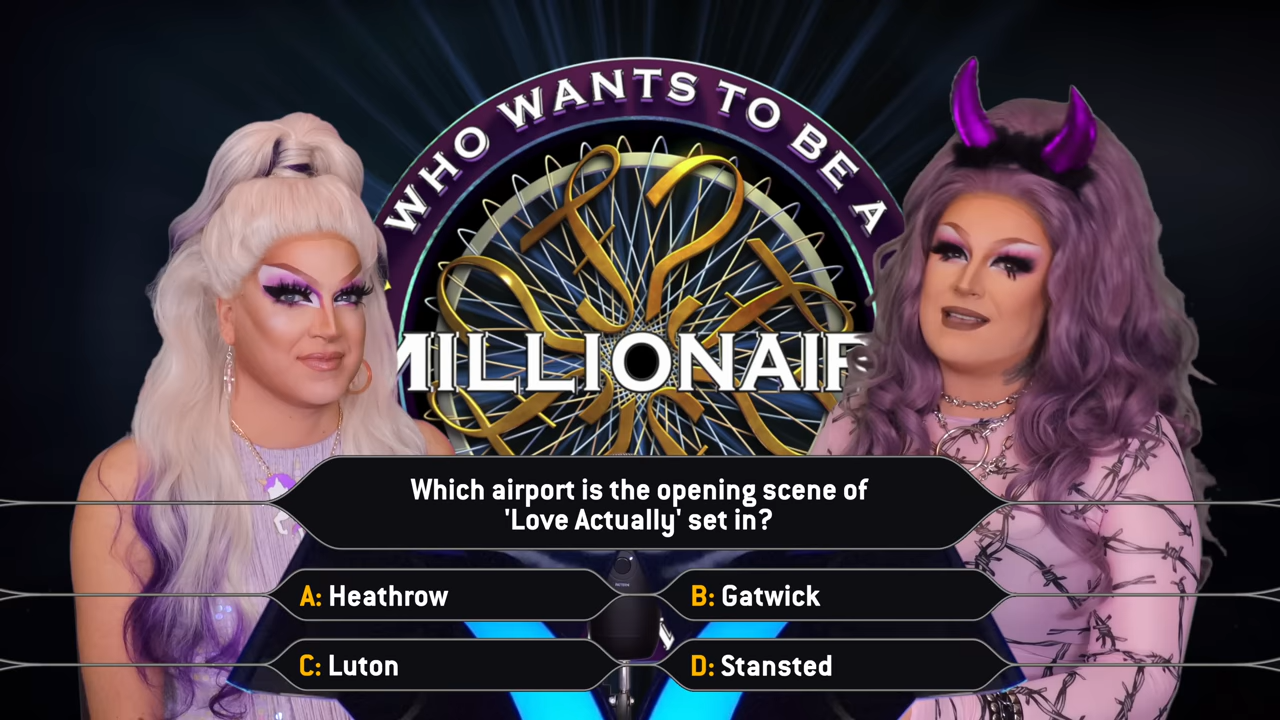 WHO WANTS TO BE A
MILLIONAIR
Which airport is the opening scene of
'Love Actually' set in?
A: Heathrow
B: Gatwick
C: Luton
D: Stansted